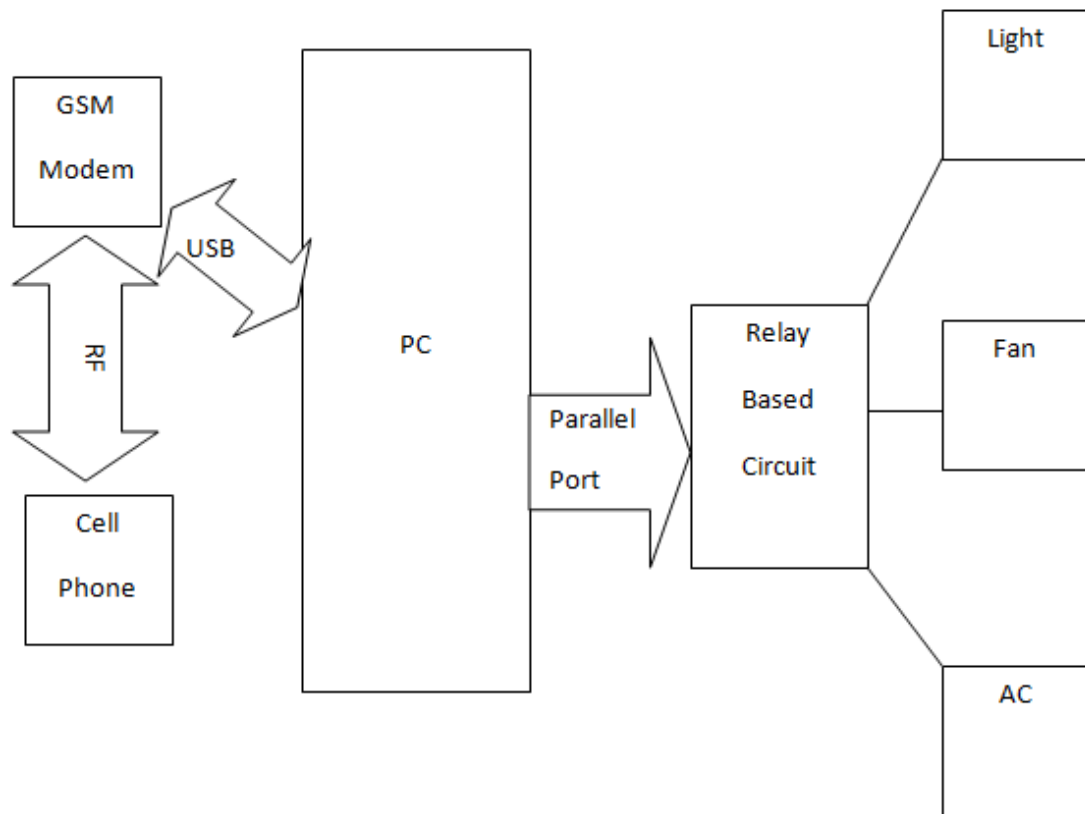 GSM
Modem
USB
RF
Cell
Phone
PC
Parallel
Port
Relay
Based
Circuit
Light
Fan
AC